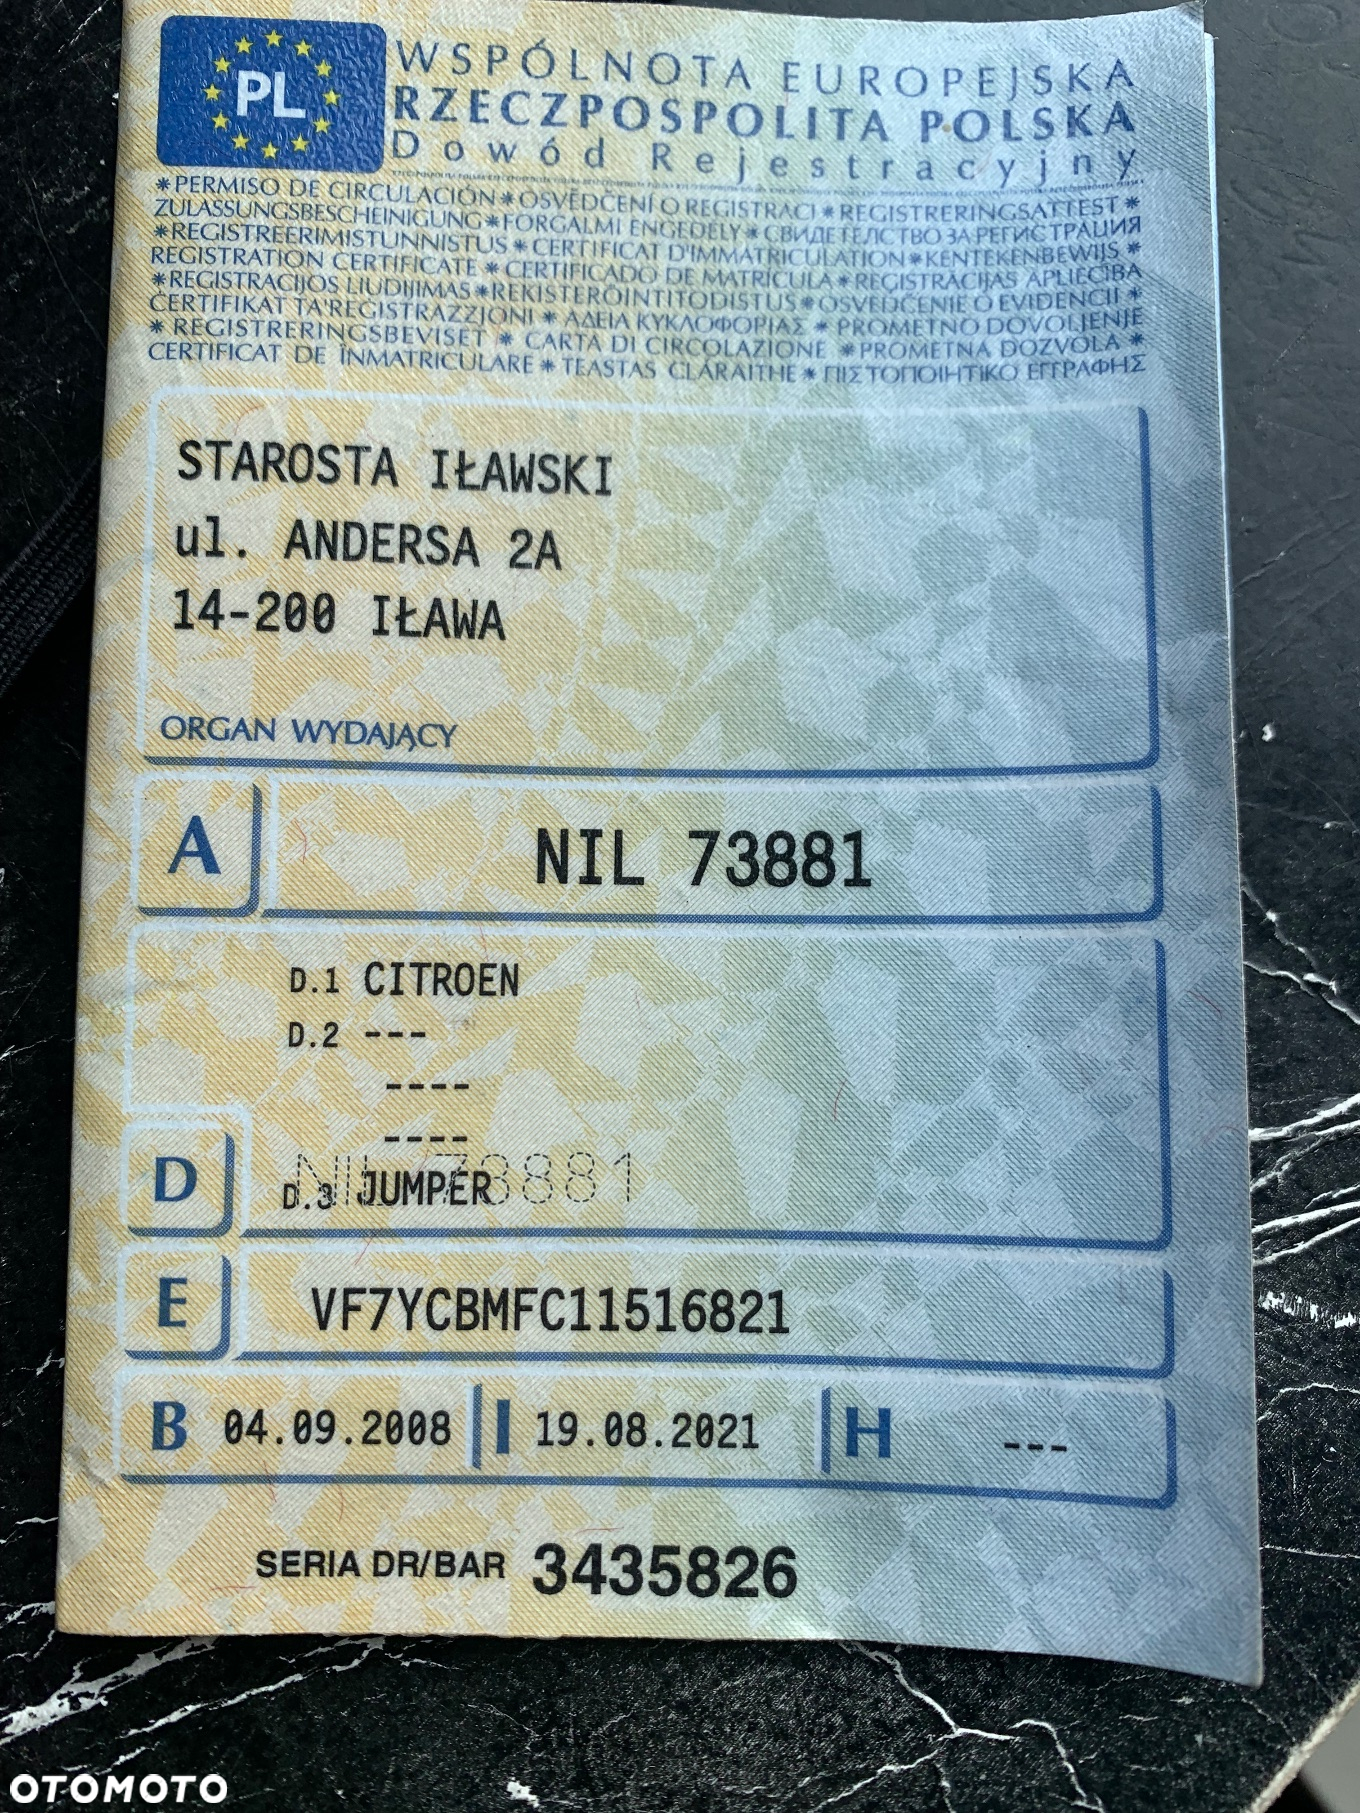 PL
WSPÓLNOTA EUROPEJSKA
RZECZPOSPOLITA POLSKA
Dowód Rejestracyjny
*PERMISO DE CIRCULACIÓN*OSVĚDČENÍ O REGISTRACI*REGISTRERINGSATTEST*
ZULASSUNGSBESCHEINIGUNG*FORGALMI ENGEDÉLY*СВИДЕТЕЛСТВО ЗА РЕГИСТРАЦИЯ
*REGISTREERIMISTUNNISTUS*CERTIFICAT D'IMMATRICULATION*KENTEKENBEWIJS*
REGISTRATION CERTIFICATE*CERTIFICADO DE MATRÍCULA*REGISTRĀCIJAS APLIECĪBA
*REGISTRACIJOS LIUDIJIMAS*REKISTERÖINTITODISTUS*OSVEDČENIE O EVIDENCII*
ĊERTIFIKAT TA'REĠISTRAZZJONI*ΑΔΕΙΑ ΚΥΚΛΟΦΟΡΙΑΣ*PROMETNO DOVOLJENJE
*REGISTRERINGSBEVISET*CARTA DI CIRCOLAZIONE*PROMETNA DOZVOLA*
CERTIFICAT DE ÎNMATRICULARE*TEASTAS CLÁRAITHE*ΠΙΣΤΟΠΟΙΗΤΙΚΟ ΕΓΓΡΑΦΗΣ
STAROSTA IŁAWSKI
ul. ANDERSA 2A
14-200 IŁAWA
ORGAN WYDAJĄCY
A NIL 73881
D.1 CITROEN
D.2 ---
----
----
NIL 73881
D D.3 JUMPER
E VF7YCBMFC11516821
B 04.09.2008 I 19.08.2021 H ---
SERIA DR/BAR 3435826
OTOMOTO